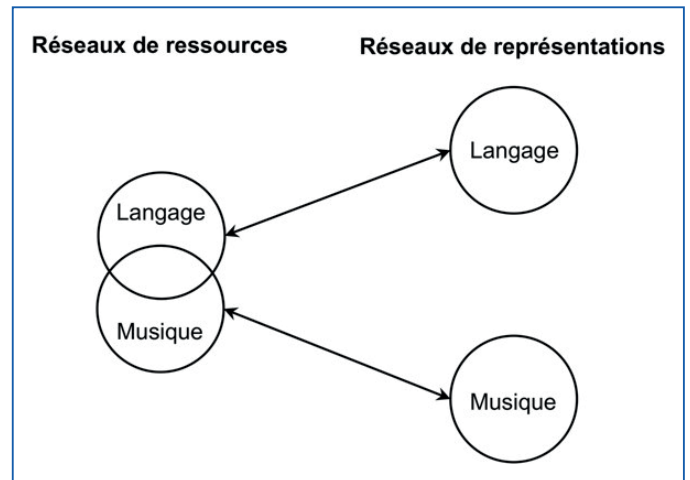 Réseaux de ressources
Réseaux de représentations
Langage
Langage
Musique
Musique